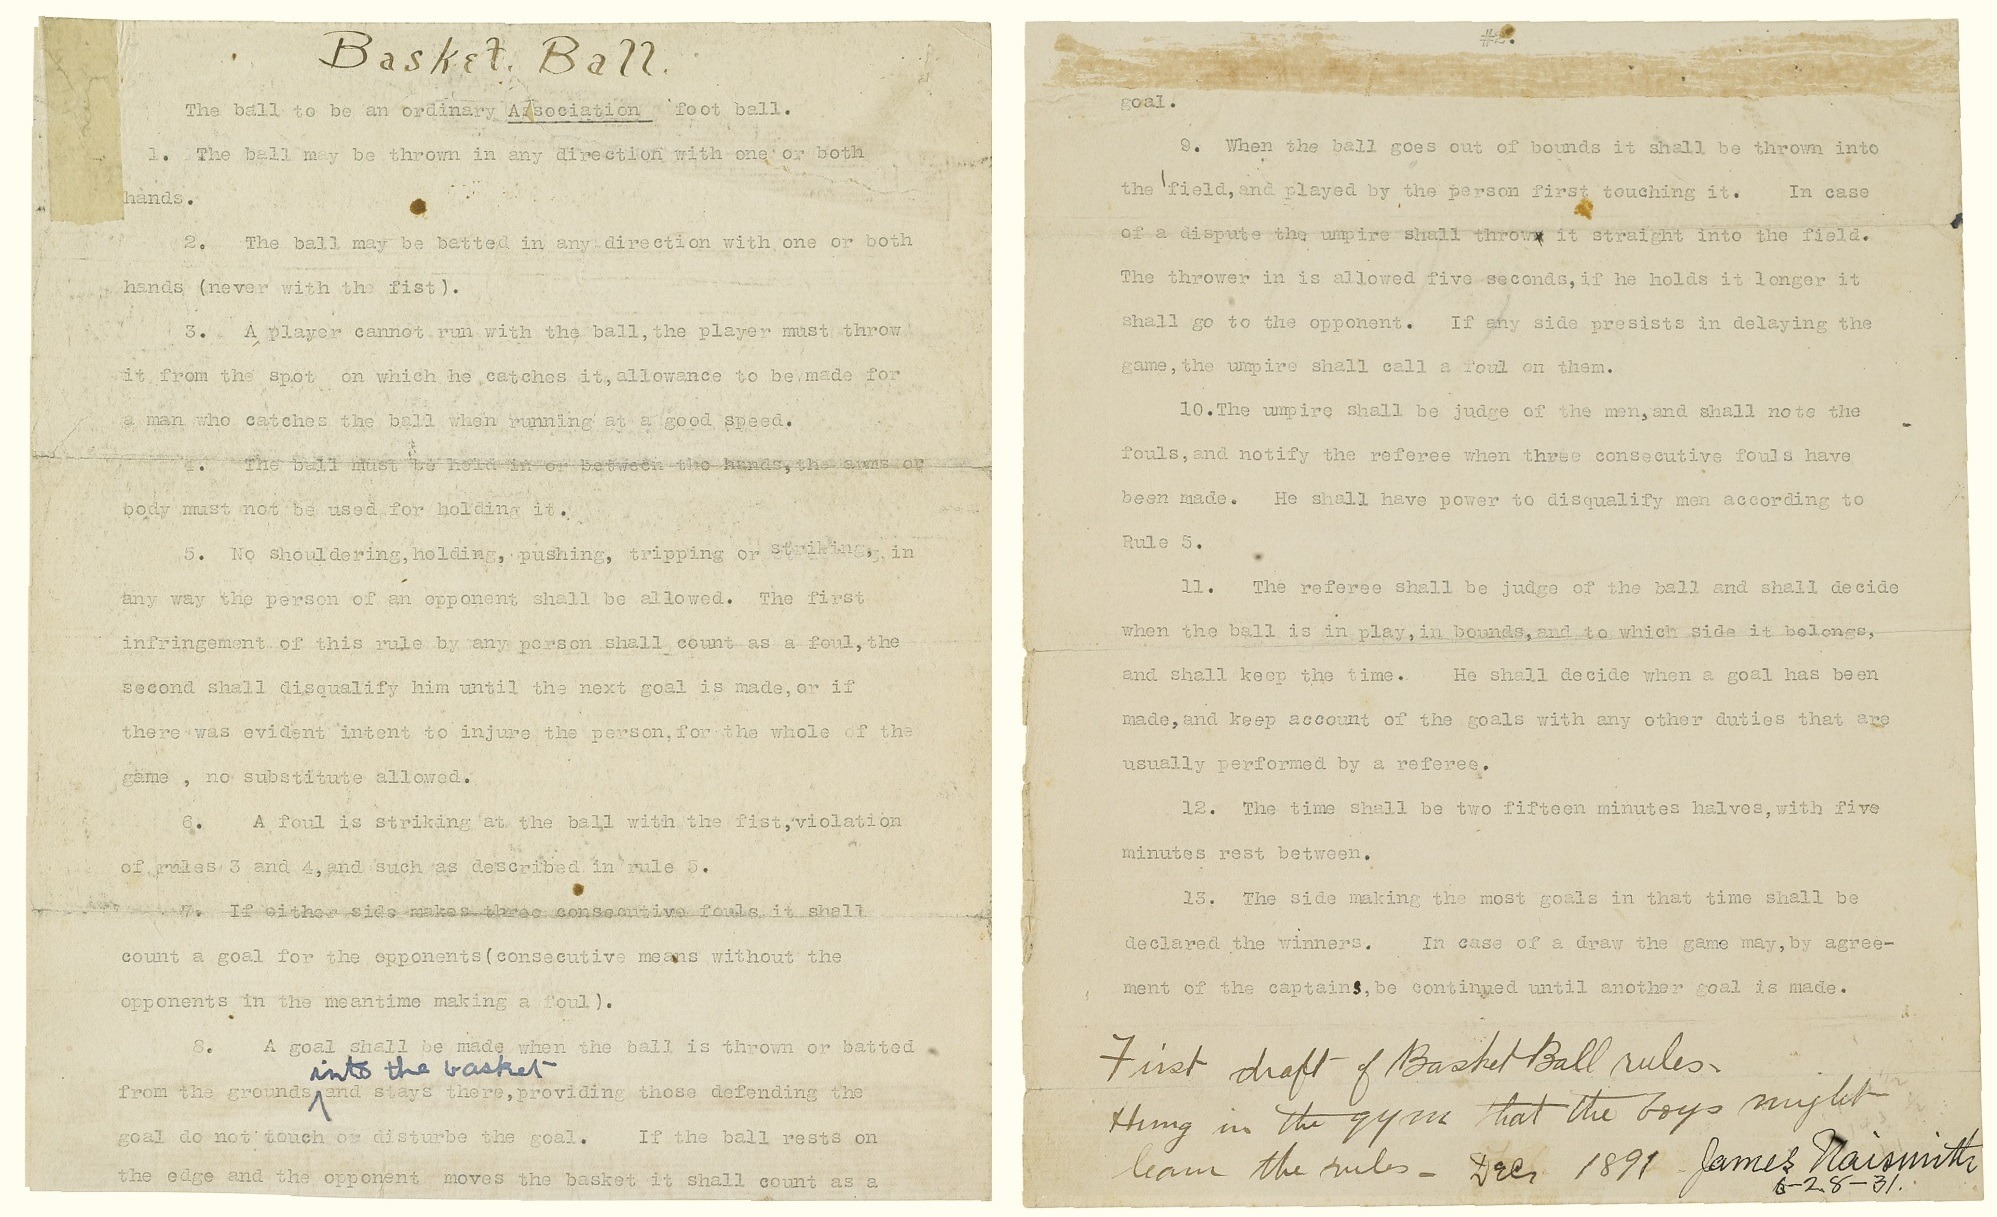 Basket. Ball.
The ball to be an ordinary Association foot ball.
1. The ball may be thrown in any direction with one or both
hands.
2. The ball may be batted in any direction with one or both
hands (never with the fist).
3. A player cannot run with the ball,the player must throw
it from the spot on which he catches it,allowance to be made for
a man who catches the ball when running at a good speed.
4. The ball must be held in or between the hands,the arms or
body must not be used for holding it.
5. No shouldering,holding, pushing, tripping or striking, in
any way the person of an opponent shall be allowed. The first
infringement of this rule by any person shall count as a foul,the
second shall disqualify him until the next goal is made,or if
there was evident intent to injure the person,for the whole of the
game , no substitute allowed.
6. A foul is striking at the ball with the fist,violation
of rules 3 and 4,and such as described in rule 5.
7. If either side makes three consecutive fouls it shall
count a goal for the opponents(consecutive means without the
opponents in the meantime making a foul).
8. A goal shall be made when the ball is thrown or batted
into the basket
from the grounds and stays there,providing those defending the
goal do not touch or disturbe the goal. If the ball rests on
the edge and the opponent moves the basket it shall count as a
#2.
goal.
9. When the ball goes out of bounds it shall be thrown into
the field,and played by the person first touching it. In case
of a dispute the umpire shall throw it straight into the field.
The thrower in is allowed five seconds,if he holds it longer it
shall go to the opponent. If any side presists in delaying the
game,the umpire shall call a foul on them.
10.The umpire shall be judge of the men,and shall note the
fouls,and notify the referee when three consecutive fouls have
been made. He shall have power to disqualify men according to
Rule 5.
11. The referee shall be judge of the ball and shall decide
when the ball is in play,in bounds,and to which side it belongs,
and shall keep the time. He shall decide when a goal has been
made,and keep account of the goals with any other duties that are
usually performed by a referee.
12. The time shall be two fifteen minutes halves,with five
minutes rest between.
13. The side making the most goals in that time shall be
declared the winners. In case of a draw the game may,by agree-
ment of the captains,be continued until another goal is made.
First draft of Basket Ball rules.
Hung in the gym that the boys might
learn the rules - Dec. 1891 James Naismith
6-28-31.